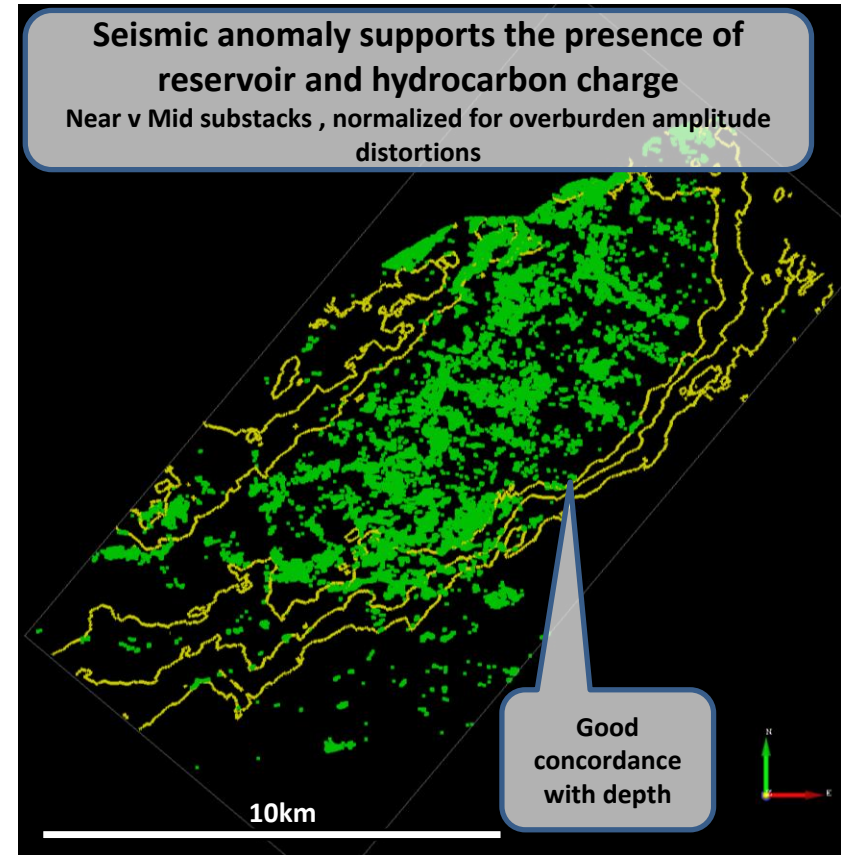 Seismic anomaly supports the presence of
reservoir and hydrocarbon charge
Near v Mid substacks , normalized for overburden amplitude
distortions
Good
concordance
with depth
10km
N
E